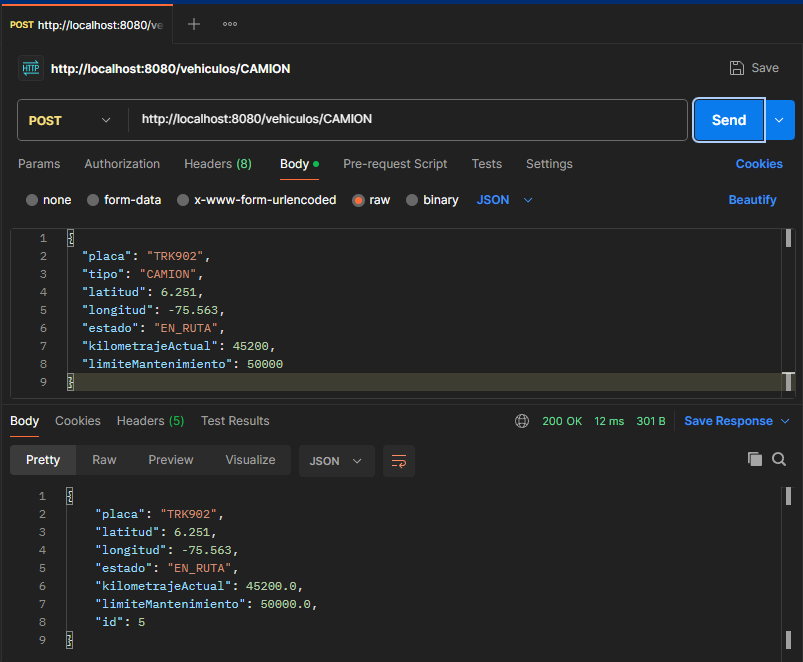 POST http://localhost:8080/ve
HTTP http://localhost:8080/vehiculos/CAMION Save
POST http://localhost:8080/vehiculos/CAMION Send
Params Authorization Headers (8) Body Pre-request Script Tests Settings Cookies
none form-data x-www-form-urlencoded raw binary JSON Beautify
1 {
2 "placa": "TRK902",
3 "tipo": "CAMION",
4 "latitud": 6.251,
5 "longitud": -75.563,
6 "estado": "EN_RUTA",
7 "kilometrajeActual": 45200,
8 "limiteMantenimiento": 50000
9 }
Body Cookies Headers (5) Test Results 200 OK 12 ms 301 B Save Response
Pretty Raw Preview Visualize JSON
1 {
2 "placa": "TRK902",
3 "latitud": 6.251,
4 "longitud": -75.563,
5 "estado": "EN_RUTA",
6 "kilometrajeActual": 45200.0,
7 "limiteMantenimiento": 50000.0,
8 "id": 5
9 }